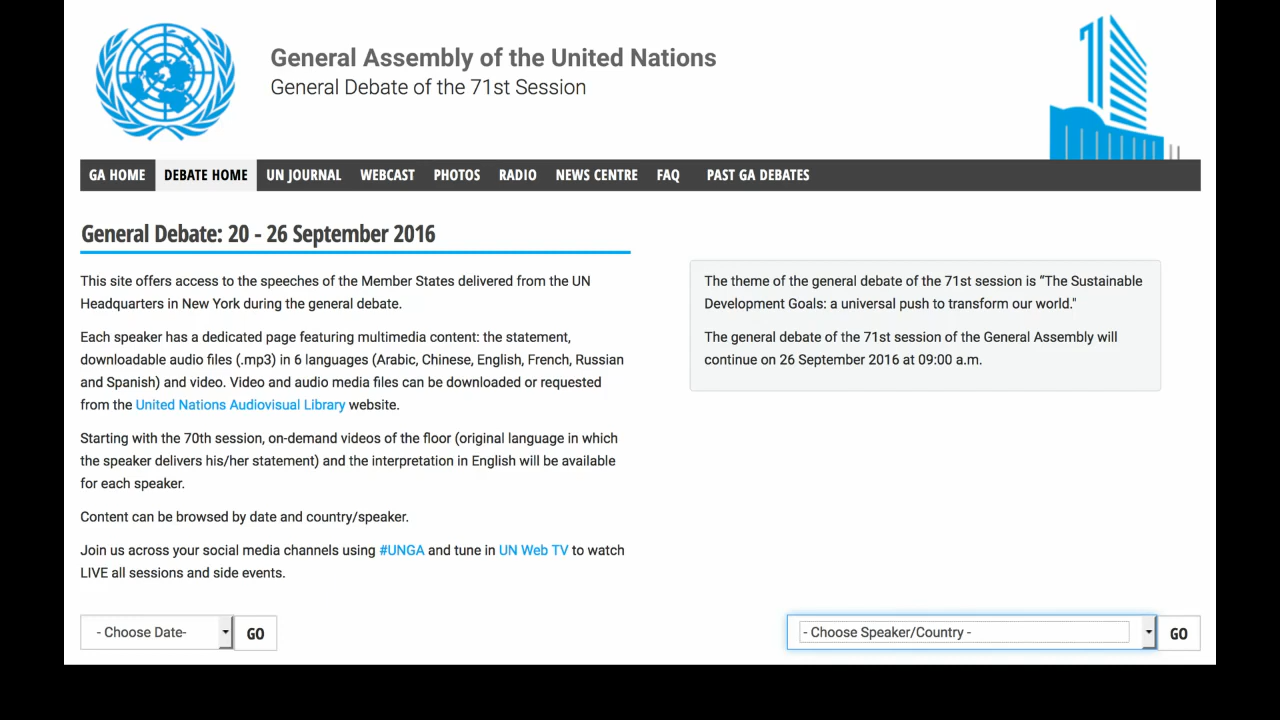 General Assembly of the United Nations
General Debate of the 71st Session
GA HOME DEBATE HOME UN JOURNAL WEBCAST PHOTOS RADIO NEWS CENTRE FAQ PAST GA DEBATES
General Debate: 20 - 26 September 2016
This site offers access to the speeches of the Member States delivered from the UN
Headquarters in New York during the general debate.
Each speaker has a dedicated page featuring multimedia content: the statement,
downloadable audio files (.mp3) in 6 languages (Arabic, Chinese, English, French, Russian
and Spanish) and video. Video and audio media files can be downloaded or requested
from the United Nations Audiovisual Library website.
Starting with the 70th session, on-demand videos of the floor (original language in which
the speaker delivers his/her statement) and the interpretation in English will be available
for each speaker.
Content can be browsed by date and country/speaker.
Join us across your social media channels using #UNGA and tune in UN Web TV to watch
LIVE all sessions and side events.
The theme of the general debate of the 71st session is “The Sustainable
Development Goals: a universal push to transform our world."
The general debate of the 71st session of the General Assembly will
continue on 26 September 2016 at 09:00 a.m.
- Choose Date- GO
- Choose Speaker/Country - GO